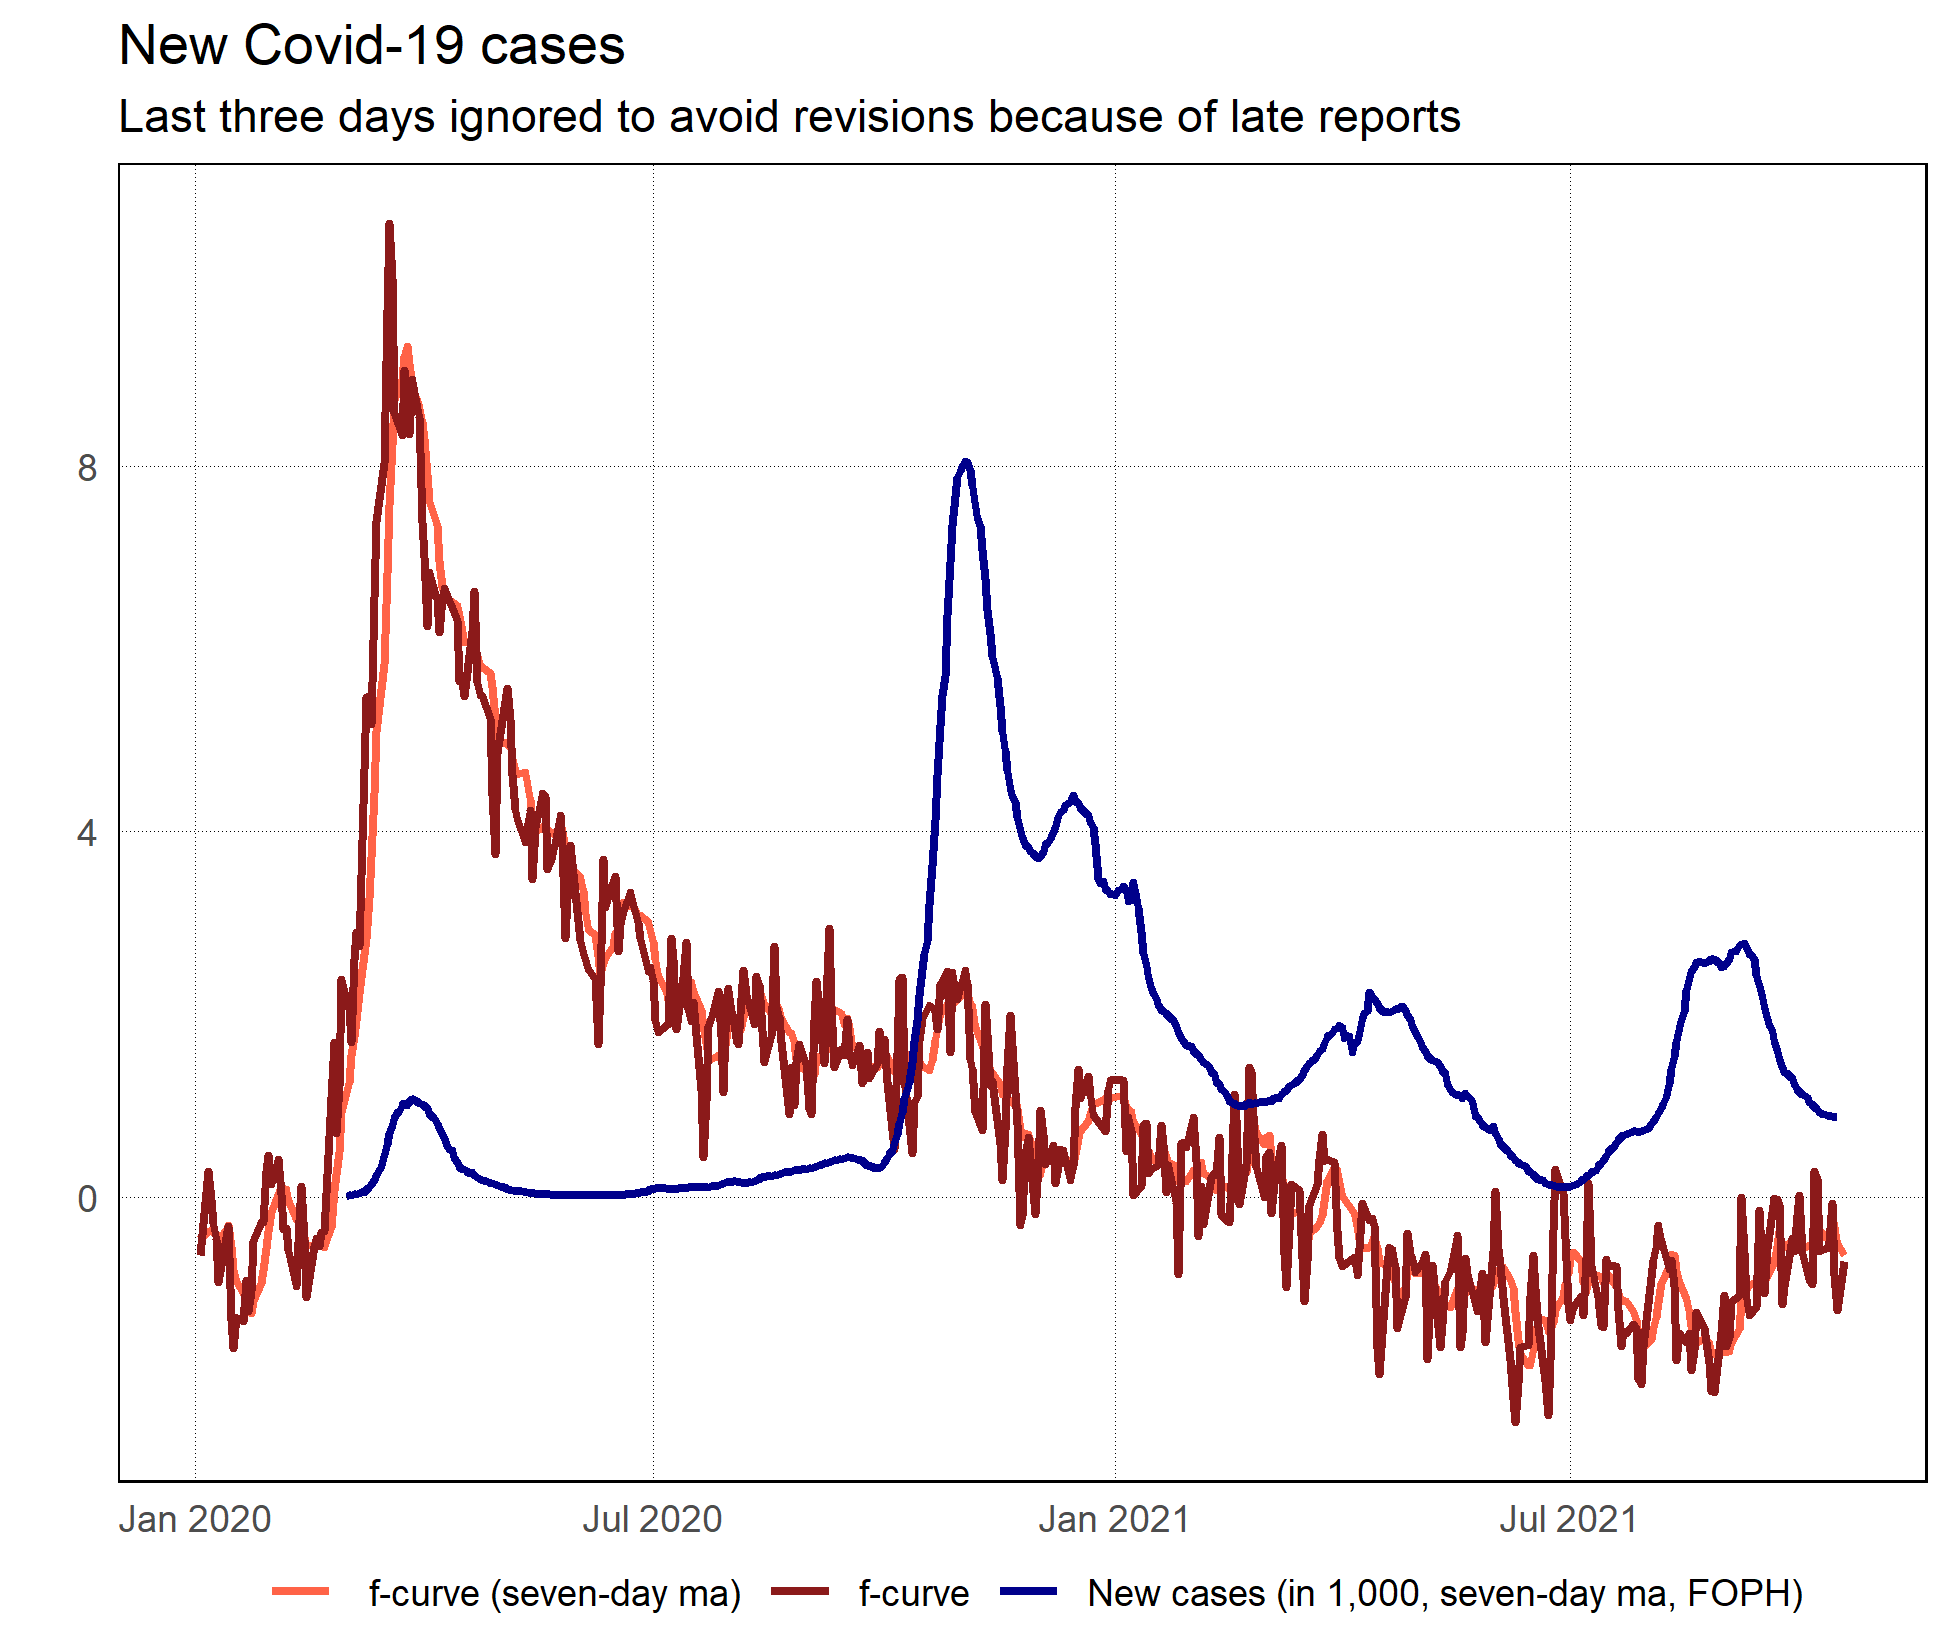 New Covid-19 cases
Last three days ignored to avoid revisions because of late reports
8
4
0
Jan 2020 Jul 2020 Jan 2021 Jul 2021
f-curve (seven-day ma) f-curve New cases (in 1,000, seven-day ma, FOPH)